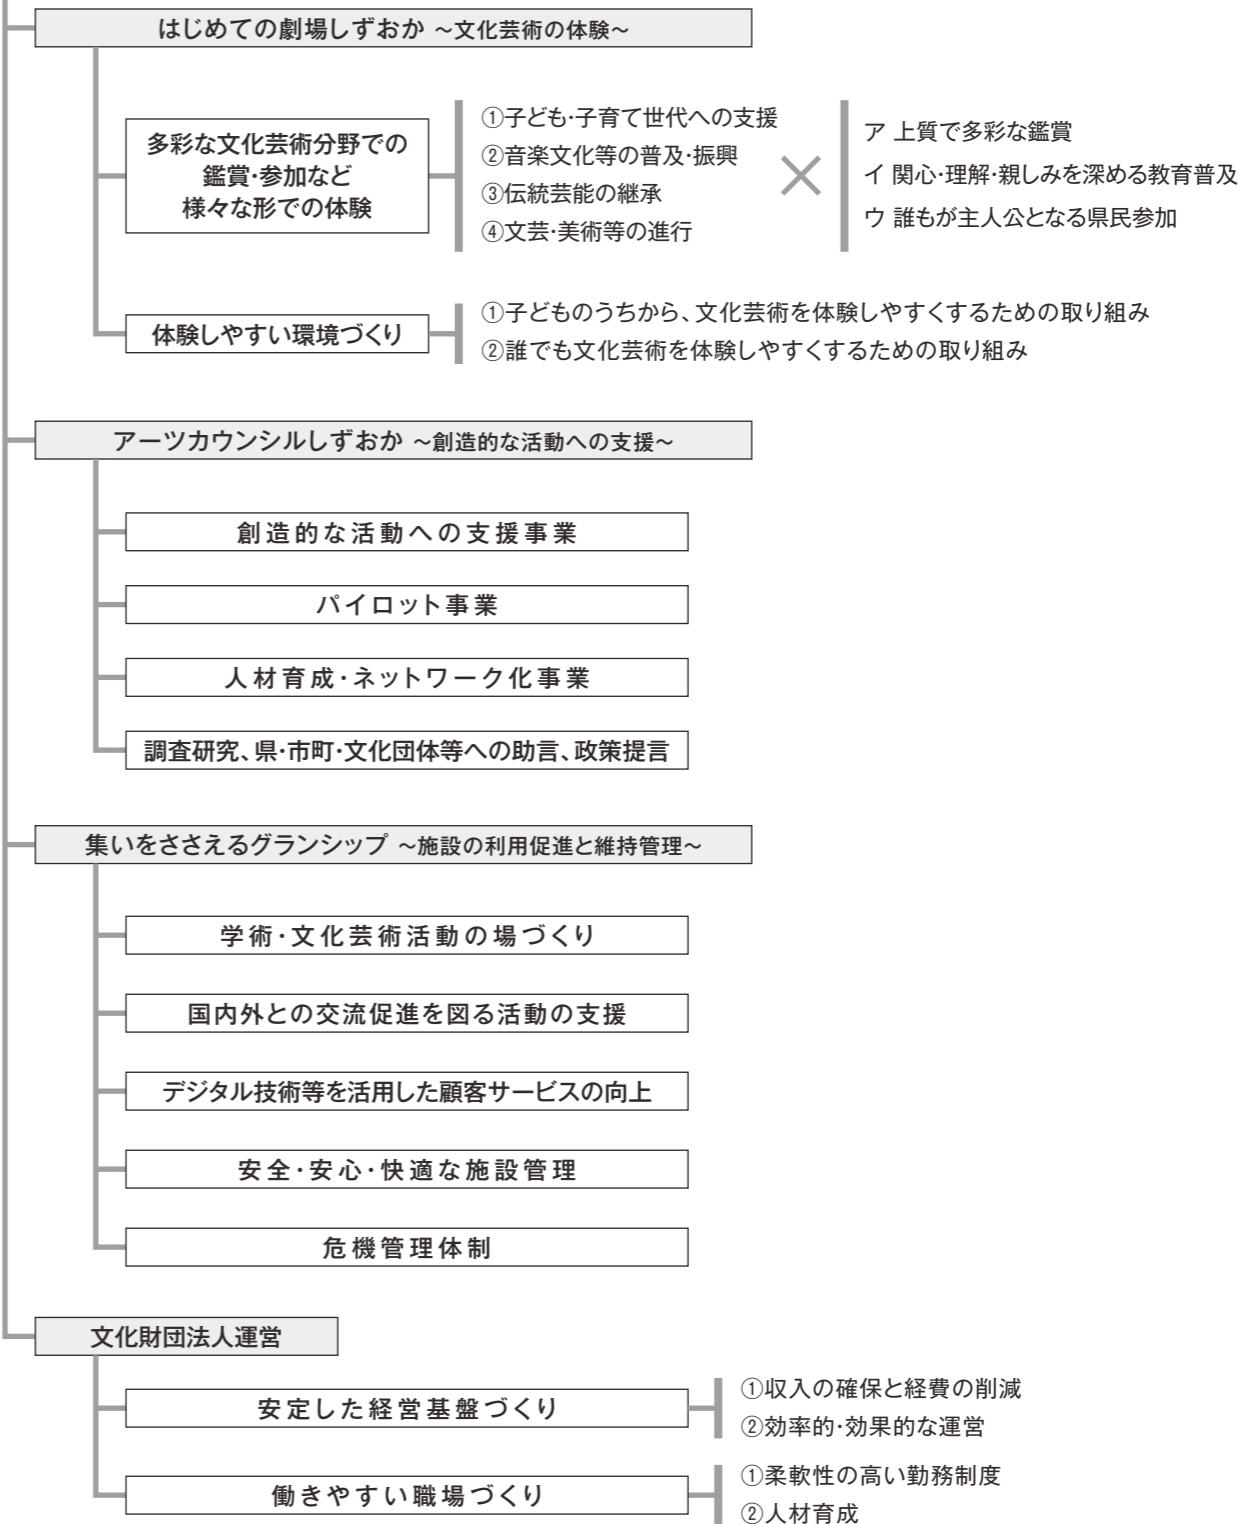 はじめての劇場しずおか ～文化芸術の体験～
多彩な文化芸術分野での
鑑賞・参加など
様々な形での体験
①子ども・子育て世代への支援
②音楽文化等の普及・振興
③伝統芸能の継承
④文芸・美術等の進行
×
ア 上質で多彩な鑑賞
イ 関心・理解・親しみを深める教育普及
ウ 誰もが主人公となる県民参加
体験しやすい環境づくり
①子どものうちから、文化芸術を体験しやすくするための取り組み
②誰でも文化芸術を体験しやすくするための取り組み
アーツカウンシルしずおか ～創造的な活動への支援～
創造的な活動への支援事業
パイロット事業
人材育成・ネットワーク化事業
調査研究、県・市町・文化団体等への助言、政策提言
集いをささえるグランシップ ～施設の利用促進と維持管理～
学術・文化芸術活動の場づくり
国内外との交流促進を図る活動の支援
デジタル技術等を活用した顧客サービスの向上
安全・安心・快適な施設管理
危機管理体制
文化財団法人運営
安定した経営基盤づくり
①収入の確保と経費の削減
②効率的・効果的な運営
働きやすい職場づくり
①柔軟性の高い勤務制度
②人材育成